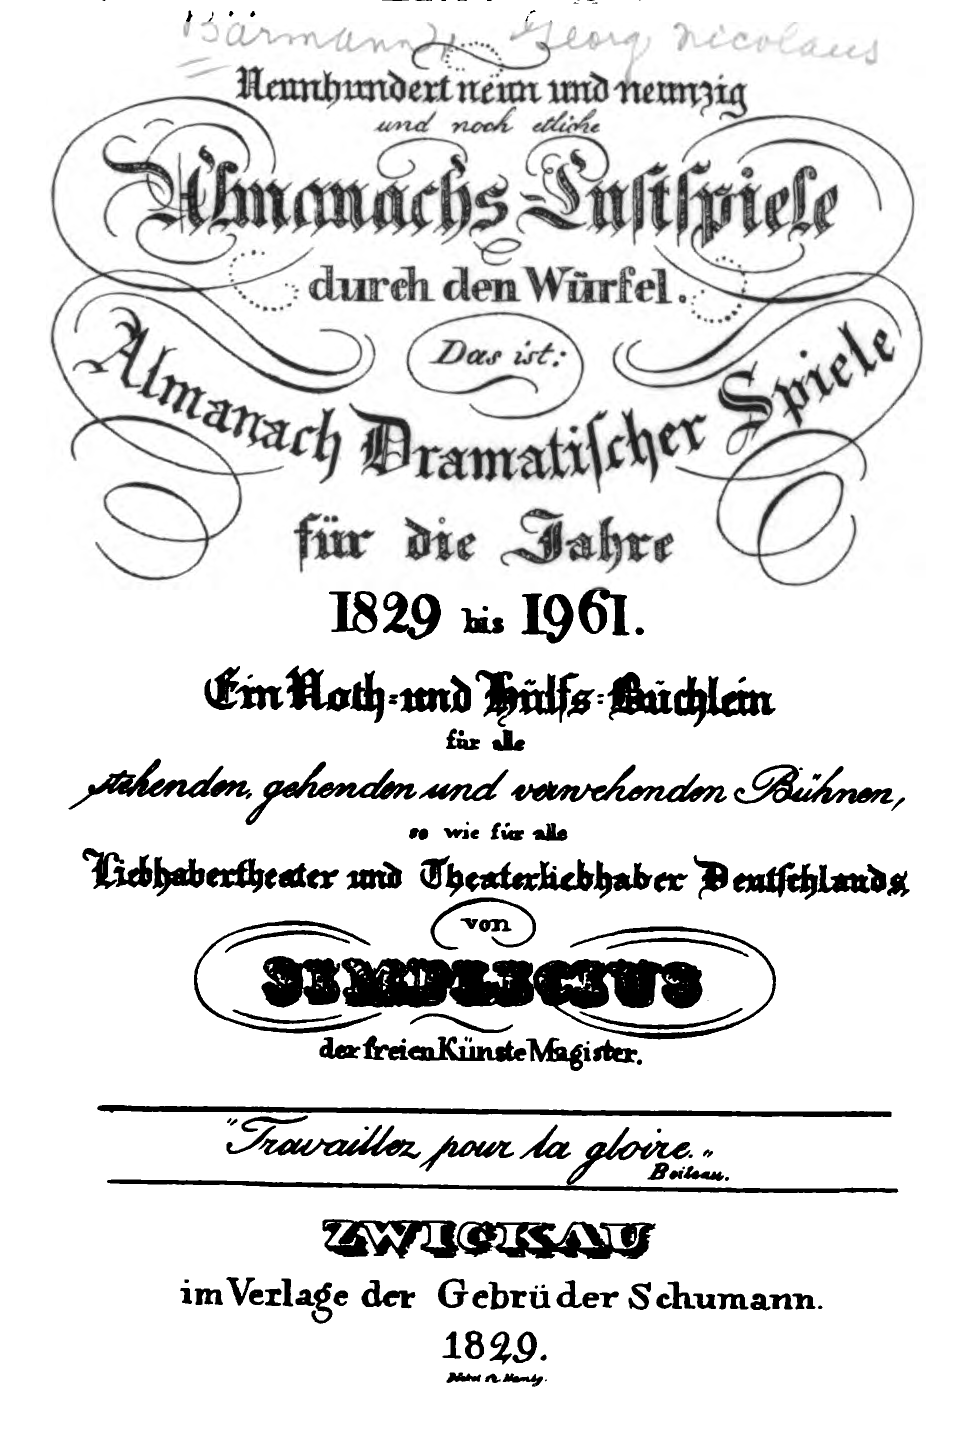 Bärmann, Georg Nicolaus
Neunhundert neun und neunzig
und noch etliche
Almanachs-Lustspiele
durch den Würfel.
Das ist:
Almanach Dramatischer Spiele
für die Jahre
1829 bis 1961.
Ein Noth- und Hülfs-Büchlein
für alle
stehenden, gehenden und verwehenden Bühnen,
so wie für alle
Liebhabertheater und Theaterliebhaber Deutschlands,
von
SIMPLICIUS
der freien Künste Magister.
"Travaillez pour la gloire."
Boileau.
ZWICKAU
im Verlage der Gebrüder Schumann.
1829.